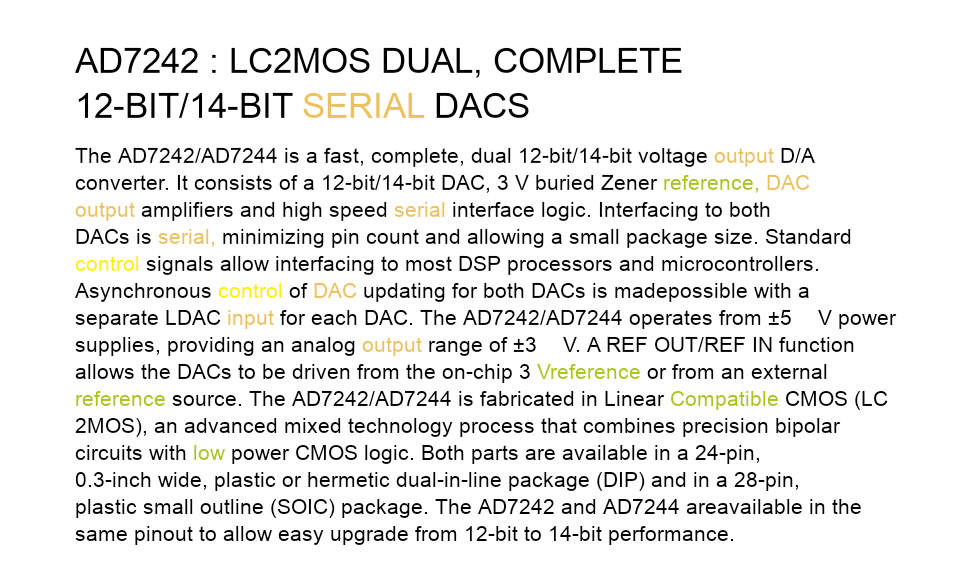 AD7242 : LC2MOS DUAL, COMPLETE
12-BIT/14-BIT SERIAL DACS
The AD7242/AD7244 is a fast, complete, dual 12-bit/14-bit voltage output D/A
converter. It consists of a 12-bit/14-bit DAC, 3 V buried Zener reference, DAC
output amplifiers and high speed serial interface logic. Interfacing to both
DACs is serial, minimizing pin count and allowing a small package size. Standard
control signals allow interfacing to most DSP processors and microcontrollers.
Asynchronous control of DAC updating for both DACs is madepossible with a
separate LDAC input for each DAC. The AD7242/AD7244 operates from ±5 V power
supplies, providing an analog output range of ±3 V. A REF OUT/REF IN function
allows the DACs to be driven from the on-chip 3 Vreference or from an external
reference source. The AD7242/AD7244 is fabricated in Linear Compatible CMOS (LC
2MOS), an advanced mixed technology process that combines precision bipolar
circuits with low power CMOS logic. Both parts are available in a 24-pin,
0.3-inch wide, plastic or hermetic dual-in-line package (DIP) and in a 28-pin,
plastic small outline (SOIC) package. The AD7242 and AD7244 areavailable in the
same pinout to allow easy upgrade from 12-bit to 14-bit performance.